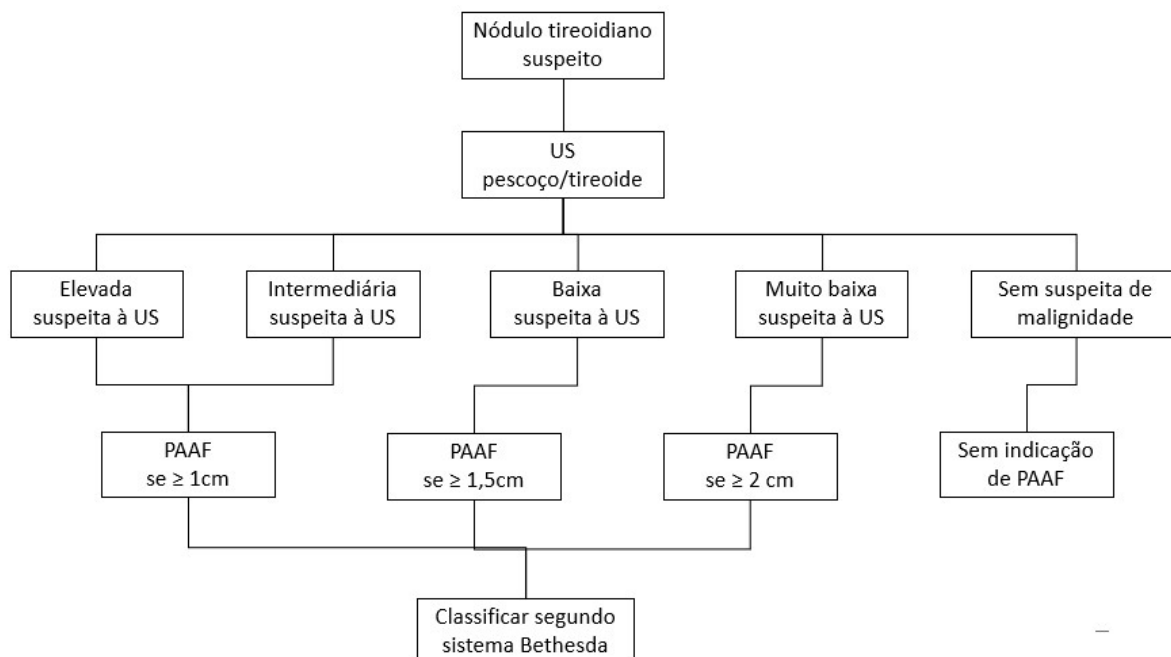 Nódulo tireoidiano
suspeito
US
pescoço/tireoide
Elevada
suspeita à US
Intermediária
suspeita à US
Baixa
suspeita à US
Muito baixa
suspeita à US
Sem suspeita de
malignidade
PAAF
se ≥ 1cm
PAAF
se ≥ 1,5cm
PAAF
se ≥ 2 cm
Sem indicação
de PAAF
Classificar segundo
sistema Bethesda